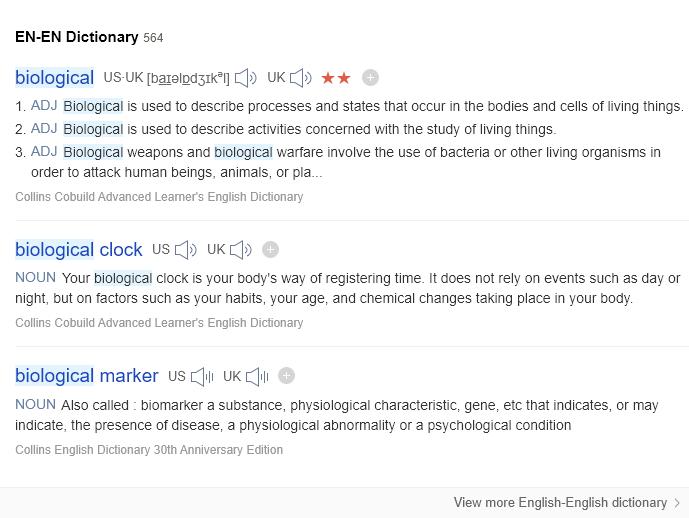 EN-EN Dictionary 564
biological US·UK [baɪəlɒdʒɪkᵊl] UK ★★
1. ADJ Biological is used to describe processes and states that occur in the bodies and cells of living things.
2. ADJ Biological is used to describe activities concerned with the study of living things.
3. ADJ Biological weapons and biological warfare involve the use of bacteria or other living organisms in
order to attack human beings, animals, or pla...
Collins Cobuild Advanced Learner's English Dictionary
biological clock US UK
NOUN Your biological clock is your body's way of registering time. It does not rely on events such as day or
night, but on factors such as your habits, your age, and chemical changes taking place in your body.
Collins Cobuild Advanced Learner's English Dictionary
biological marker US UK
NOUN Also called : biomarker a substance, physiological characteristic, gene, etc that indicates, or may
indicate, the presence of disease, a physiological abnormality or a psychological condition
Collins English Dictionary 30th Anniversary Edition
View more English-English dictionary >